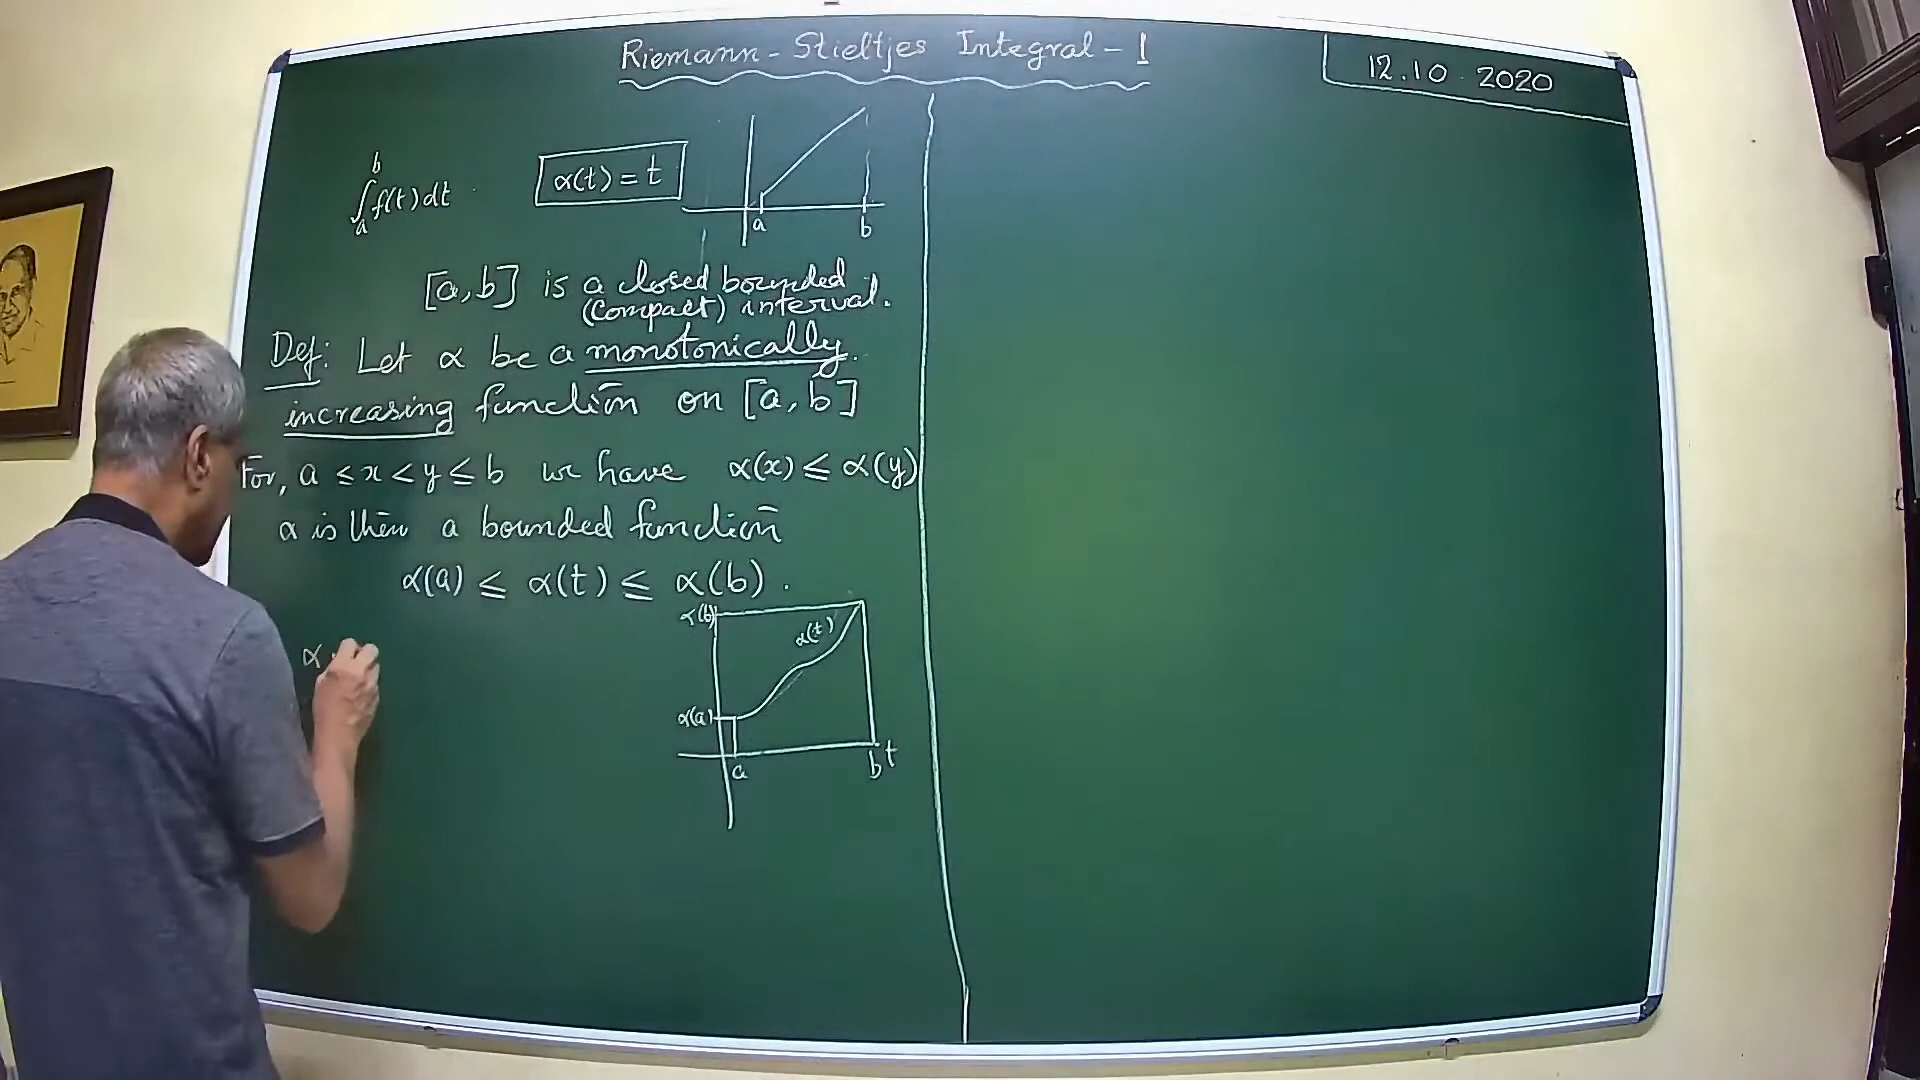 Riemann-Stieltjes Integral - 1
12.10.2020
∫_a^b f(t) dt
α(t) = t
a b
[a, b] is a closed bounded
(compact) interval.
Def: Let α be a monotonically
increasing function on [a, b]
For, a ≤ x < y ≤ b we have α(x) ≤ α(y)
α is then a bounded function
α(a) ≤ α(t) ≤ α(b).
α(b)
α(t)
α
α(a)
a b t